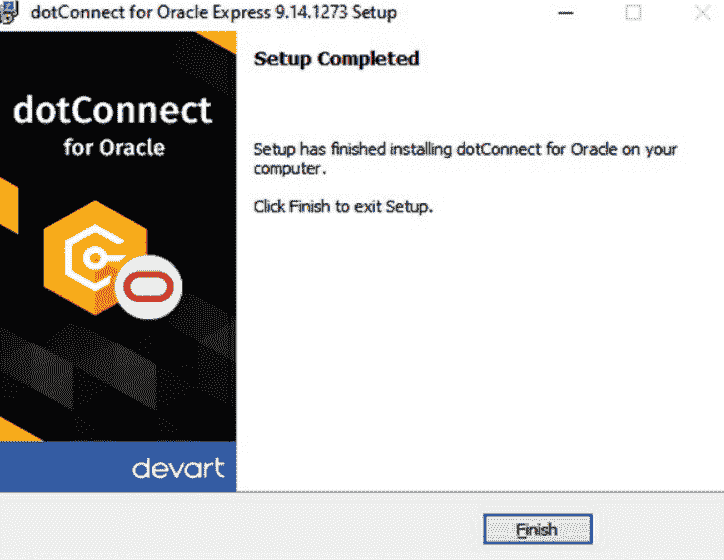 dotConnect for Oracle Express 9.14.1273 Setup
dotConnect
for Oracle
Setup Completed
Setup has finished installing dotConnect for Oracle on your
computer.
Click Finish to exit Setup.
devart
Finish